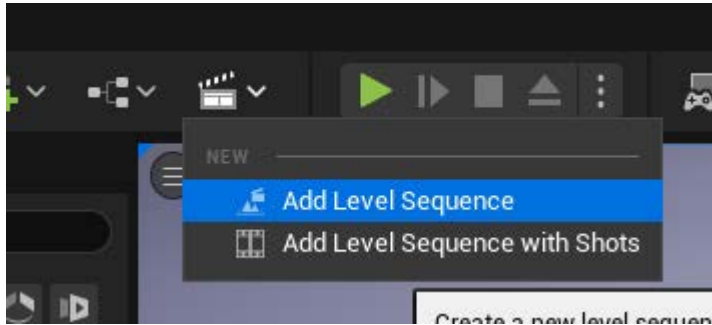 NEW
Add Level Sequence
Add Level Sequence with Shots
Create a new level sequen